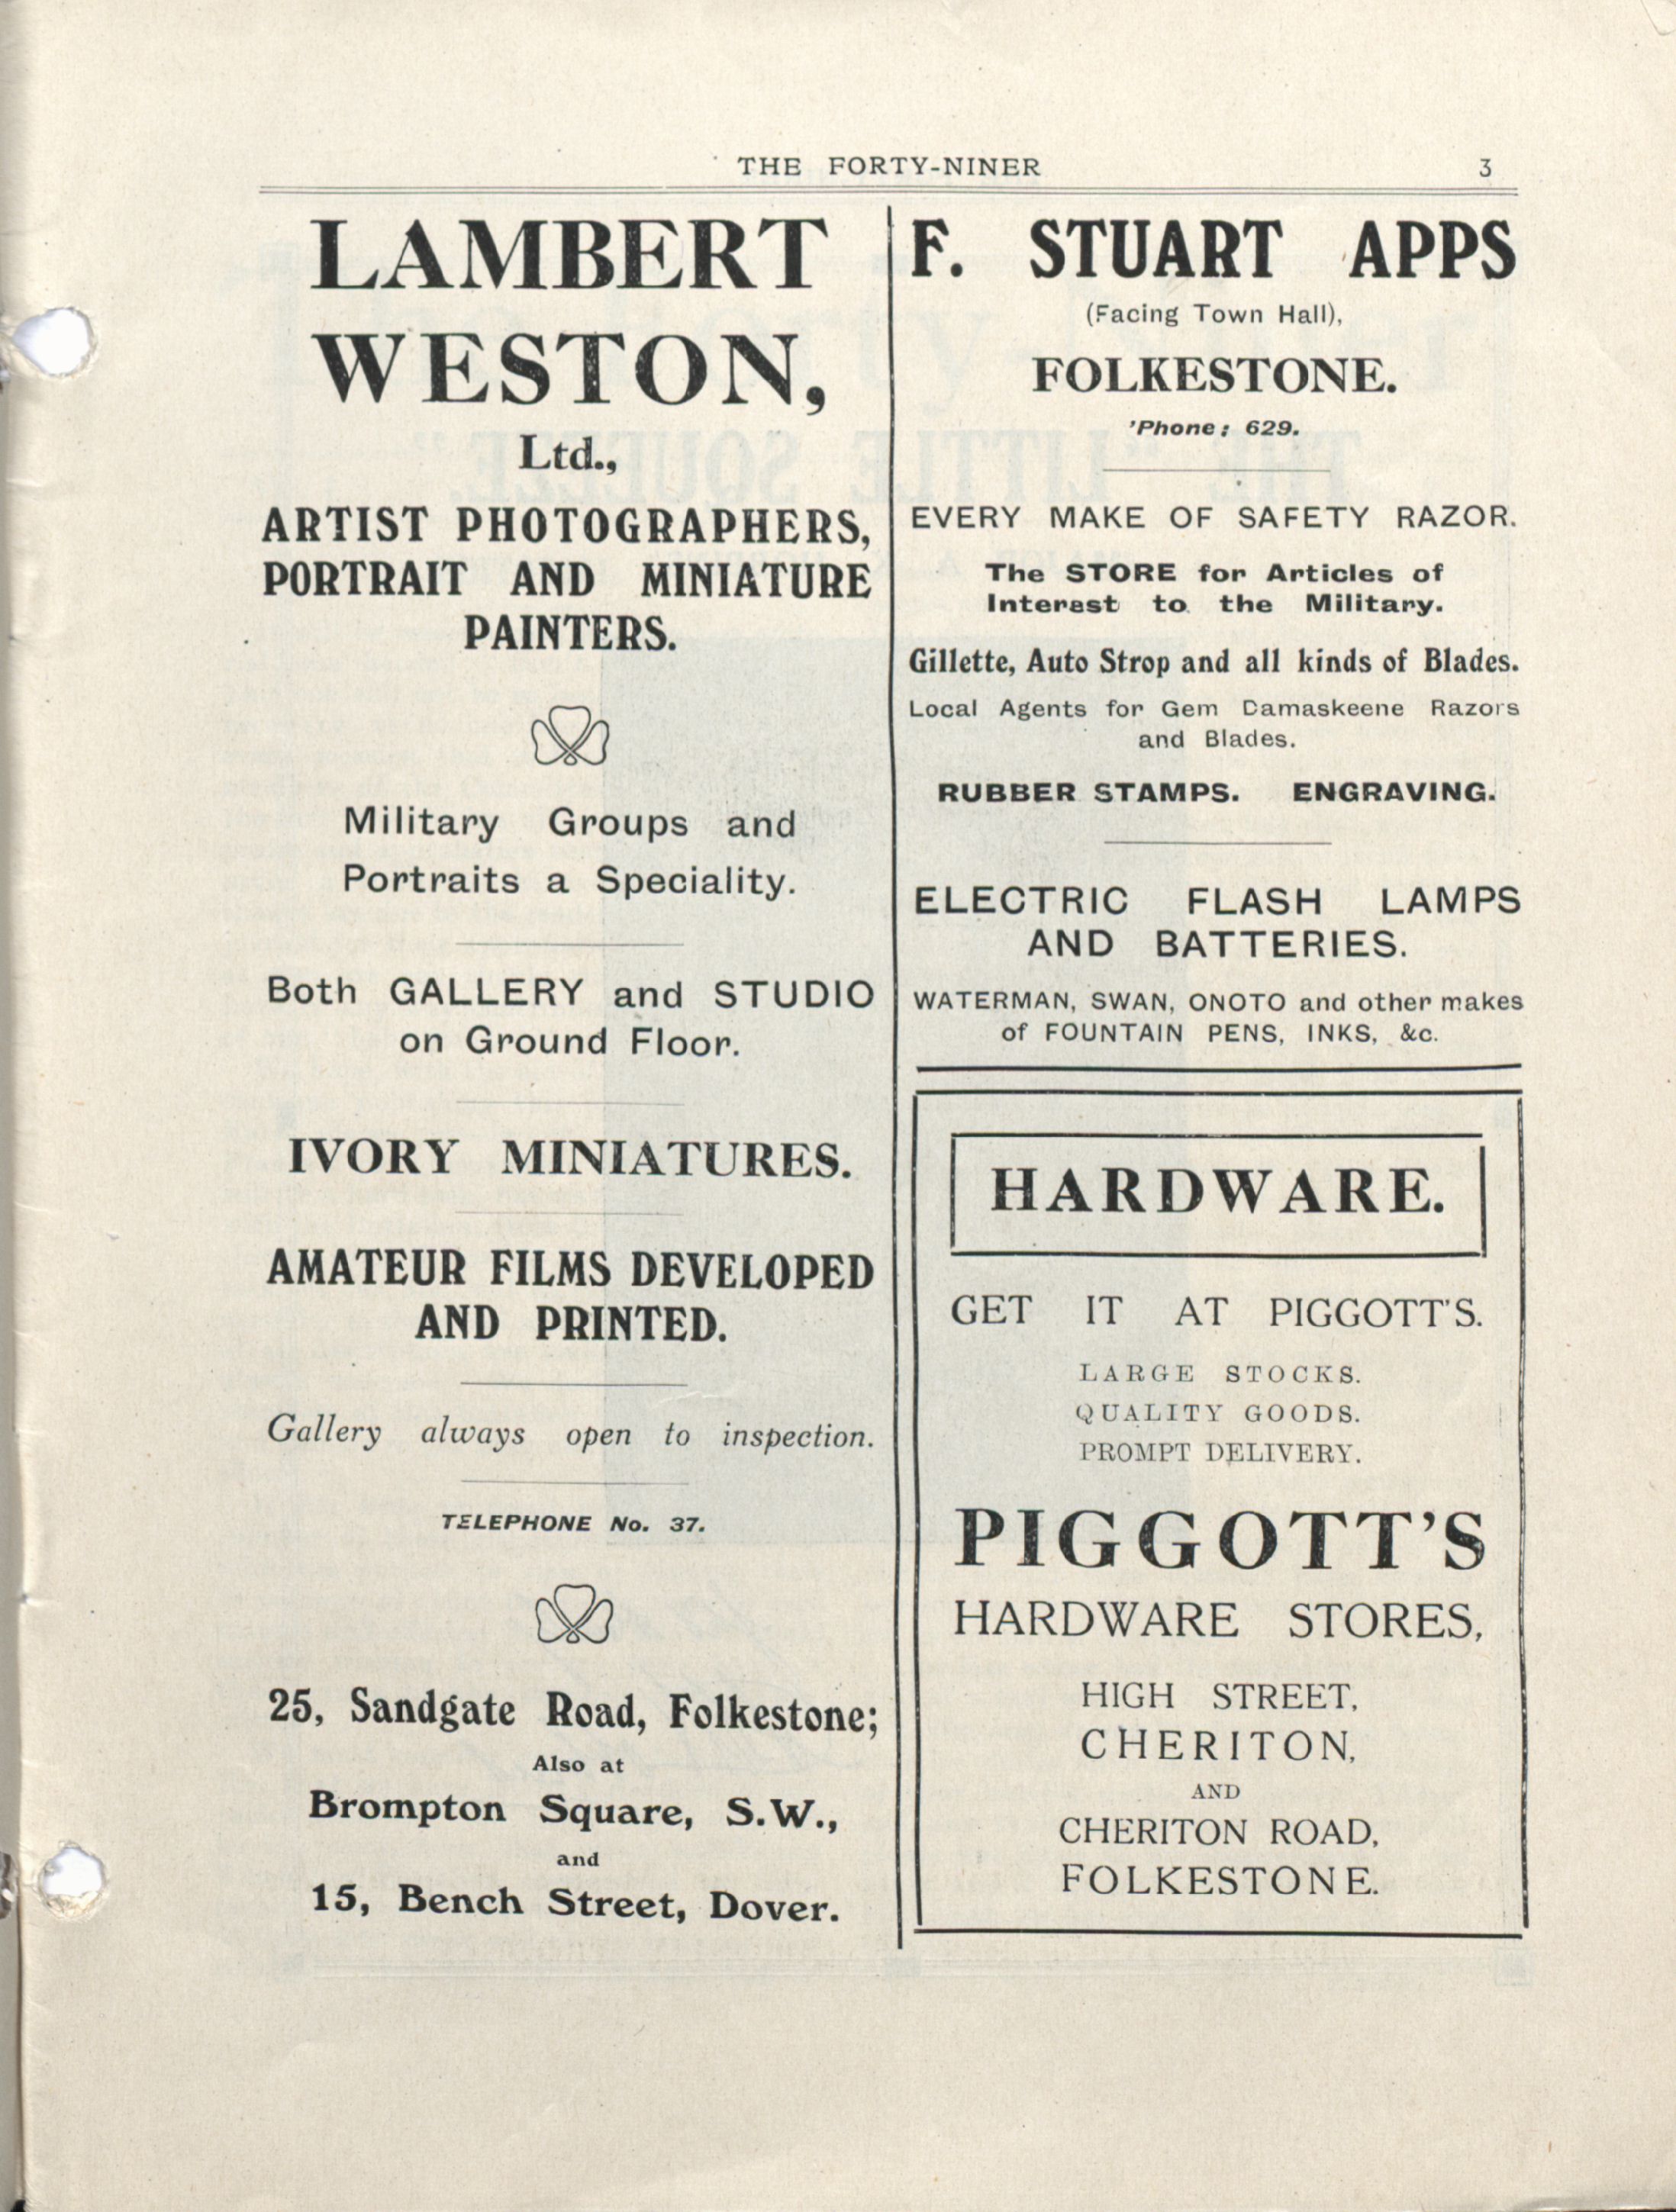 THE FORTY-NINER 3
LAMBERT
WESTON,
Ltd.,
ARTIST PHOTOGRAPHERS,
PORTRAIT AND MINIATURE
PAINTERS.
Military Groups and
Portraits a Speciality.
Both GALLERY and STUDIO
on Ground Floor.
IVORY MINIATURES.
AMATEUR FILMS DEVELOPED
AND PRINTED.
Gallery always open to inspection.
TELEPHONE No. 37.
25, Sandgate Road, Folkestone;
Also at
Brompton Square, S.W.,
and
15, Bench Street, Dover.
F. STUART APPS
(Facing Town Hall),
FOLKESTONE.
'Phone: 629.
EVERY MAKE OF SAFETY RAZOR.
The STORE for Articles of
Interest to the Military.
Gillette, Auto Strop and all kinds of Blades.
Local Agents for Gem Damaskeene Razors
and Blades.
RUBBER STAMPS. ENGRAVING.
ELECTRIC FLASH LAMPS
AND BATTERIES.
WATERMAN, SWAN, ONOTO and other makes
of FOUNTAIN PENS, INKS, &c.
HARDWARE.
GET IT AT PIGGOTT'S.
LARGE STOCKS.
QUALITY GOODS.
PROMPT DELIVERY.
PIGGOTT'S
HARDWARE STORES,
HIGH STREET,
CHERITON,
AND
CHERITON ROAD,
FOLKESTONE.